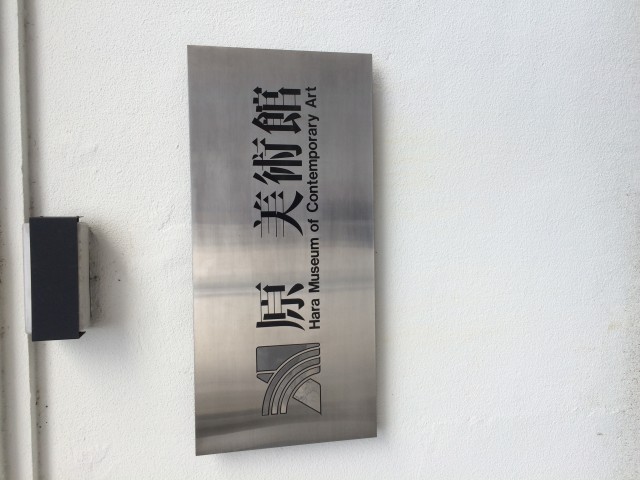 原 美術館
Hara Museum of Contemporary Art